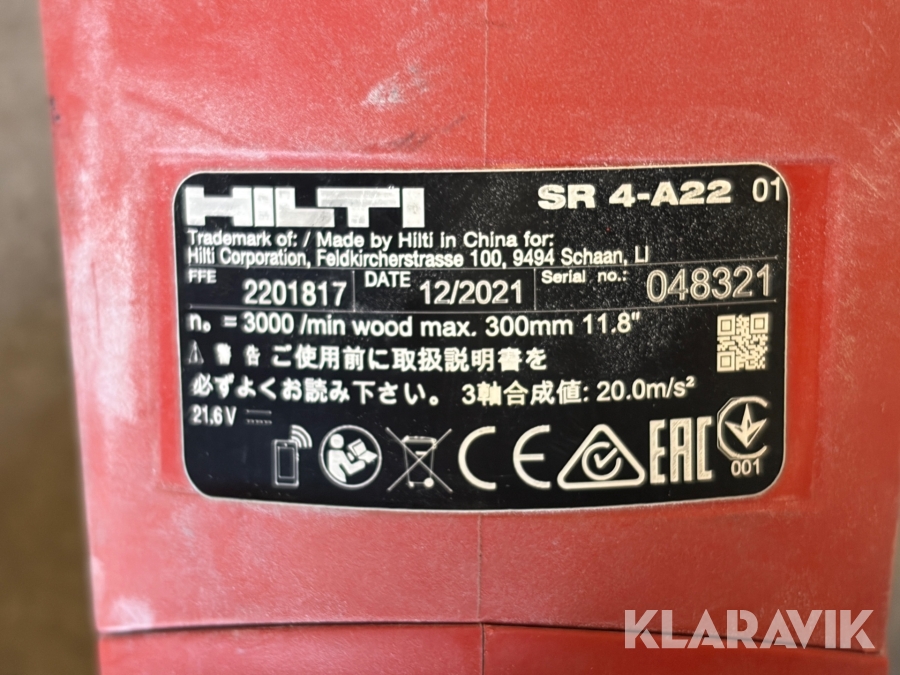 HILTI SR 4-A22 01
Trademark of: / Made by Hilti in China for:
Hilti Corporation, Feldkircherstrasse 100, 9494 Schaan, LI
FFE 2201817 DATE 12/2021 Serial no.: 048321
n₀ = 3000 /min wood max. 300mm 11.8"
⚠ 警告 ご使用前に取扱説明書を
必ずよくお読み下さい。 3軸合成値: 20.0m/s²
21.6 V ⎓
CE EAC
001
KLARAVIK